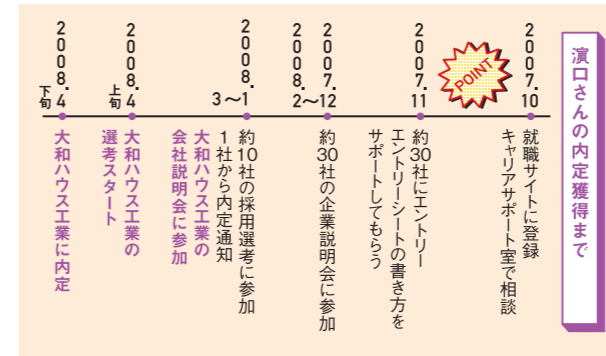 濵口さんの内定獲得まで
2007.10
就職サイトに登録
キャリアサポート室で相談
POINT
2007.11
約30社にエントリー
エントリーシートの書き方を
サポートしてもらう
2007.12～
2008.2
約30社の企業説明会に参加
2008.1～3
約10社の採用選考に参加
1社から内定通知
大和ハウス工業の
会社説明会に参加
2008.4
上旬
大和ハウス工業の
選考スタート
2008.4
下旬
大和ハウス工業に内定